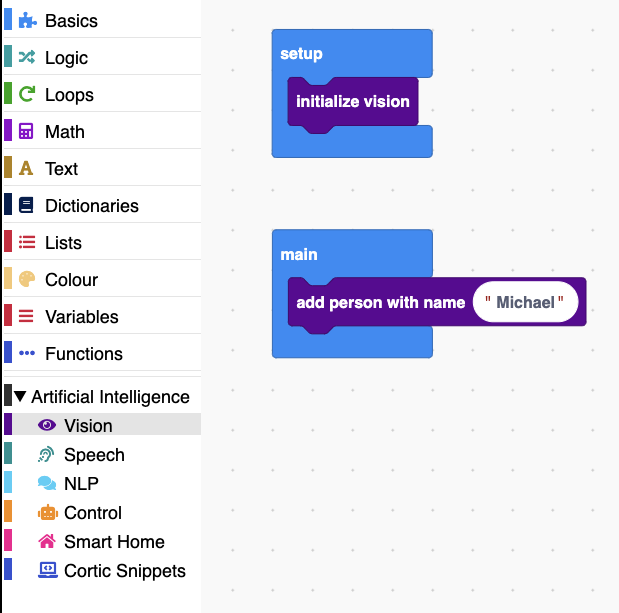 Basics
Logic
Loops
Math
Text
Dictionaries
Lists
Colour
Variables
Functions
Artificial Intelligence
Vision
Speech
NLP
Control
Smart Home
Cortic Snippets
setup
initialize vision
main
add person with name " Michael "